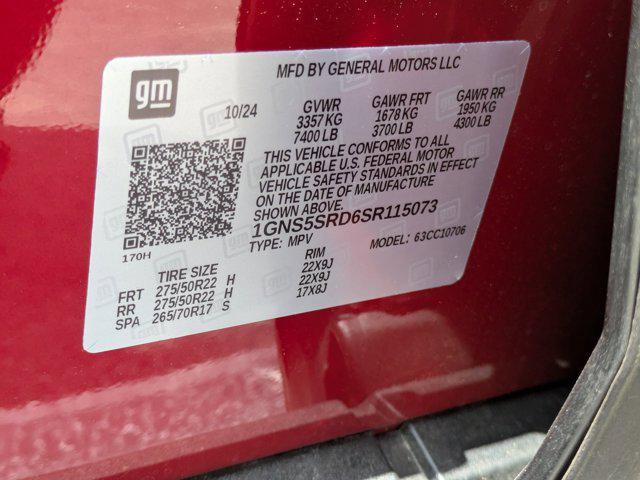 gm
MFD BY GENERAL MOTORS LLC
10/24
GVWR GAWR FRT GAWR RR
3357 KG 1678 KG 1950 KG
7400 LB 3700 LB 4300 LB
THIS VEHICLE CONFORMS TO ALL
APPLICABLE U.S. FEDERAL MOTOR
VEHICLE SAFETY STANDARDS IN EFFECT
ON THE DATE OF MANUFACTURE
SHOWN ABOVE.
1GNS5SRD6SR115073
TYPE: MPV MODEL: 63CC10706
170H
TIRE SIZE RIM
FRT 275/50R22 H 22X9J
RR 275/50R22 H 22X9J
SPA 265/70R17 S 17X8J